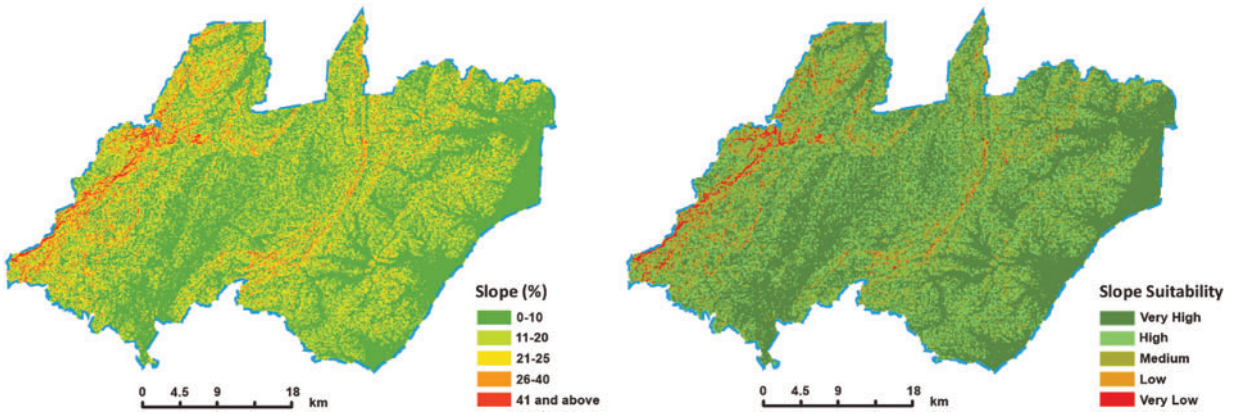 Slope (%)
0-10
11-20
21-25
26-40
41 and above
0 4.5 9 18
km
Slope Suitability
Very High
High
Medium
Low
Very Low
0 4.5 9 18
km